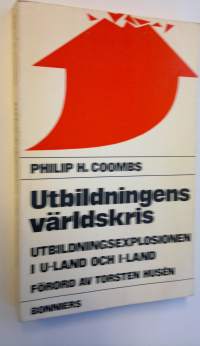 PHILIP H. COOMBS
Utbildningens
världskris
UTBILDNINGSEXPLOSIONEN
I U-LAND OCH I-LAND
FÖRORD AV TORSTEN HUSÉN
BONNIERS